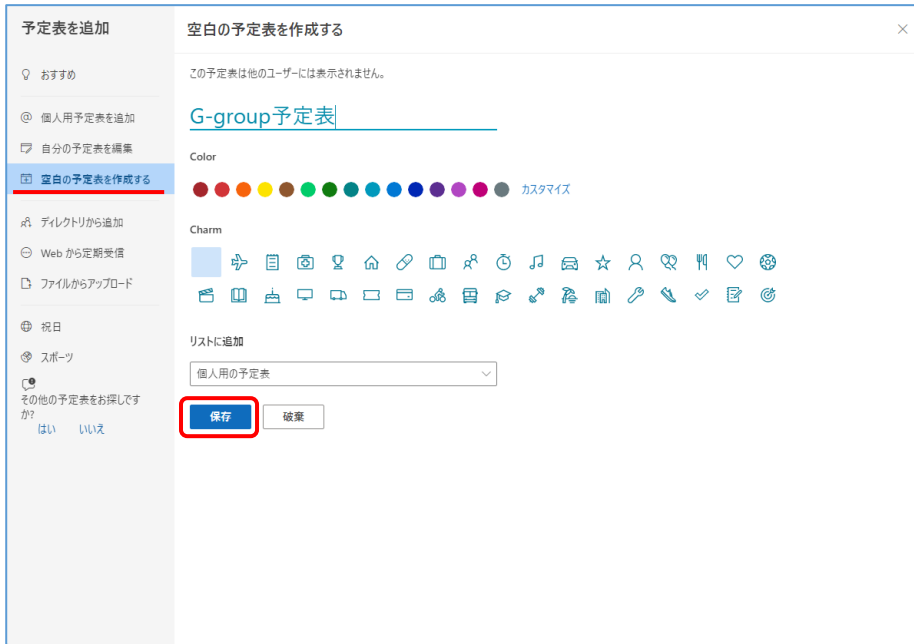 予定表を追加
おすすめ
個人用予定表を追加
自分の予定表を編集
空白の予定表を作成する
ディレクトリから追加
Web から定期受信
ファイルからアップロード
祝日
スポーツ
その他の予定表をお探しです
か?
はい いいえ
空白の予定表を作成する
この予定表は他のユーザーには表示されません。
G-group予定表
Color
カスタマイズ
Charm
リストに追加
個人用の予定表
保存 破棄